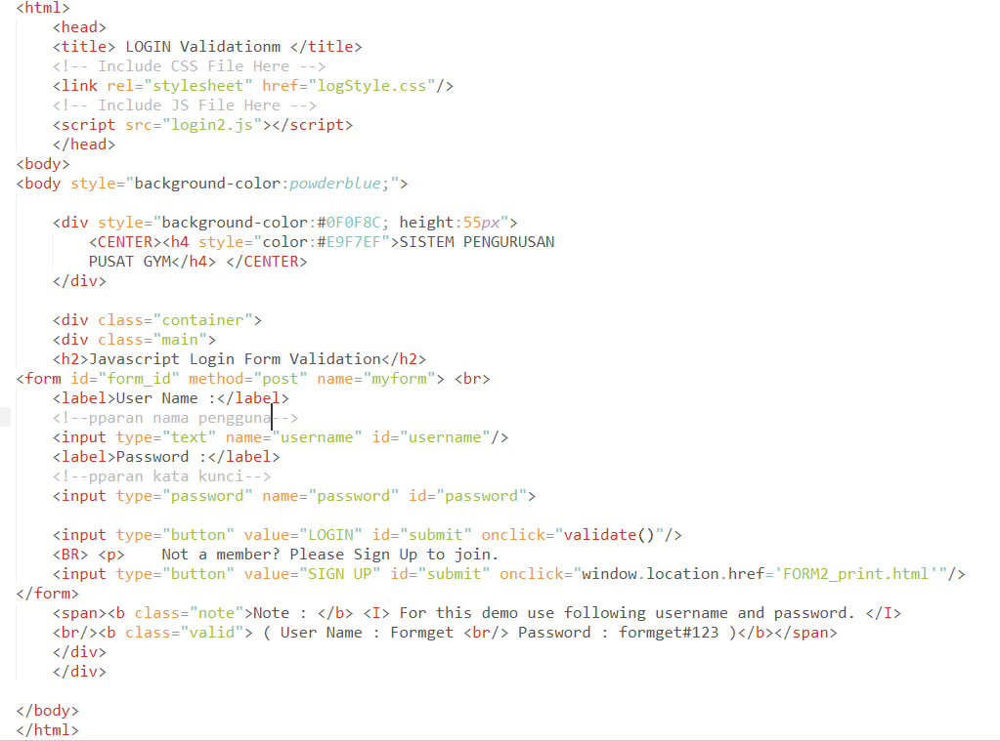 <html>
<head>
<title> LOGIN Validationm </title>
<!-- Include CSS File Here -->
<link rel="stylesheet" href="logStyle.css"/>
<!-- Include JS File Here -->
<script src="login2.js"></script>
</head>
<body>
<body style="background-color:powderblue;">
<div style="background-color:#0F0F8C; height:55px">
<CENTER><h4 style="color:#E9F7EF">SISTEM PENGURUSAN
PUSAT GYM</h4> </CENTER>
</div>
<div class="container">
<div class="main">
<h2>Javascript Login Form Validation</h2>
<form id="form_id" method="post" name="myform"> <br>
<label>User Name :</label>
<!--pparan nama pengguna-->
<input type="text" name="username" id="username"/>
<label>Password :</label>
<!--pparan kata kunci-->
<input type="password" name="password" id="password">
<input type="button" value="LOGIN" id="submit" onclick="validate()"/>
<BR> <p>    Not a member? Please Sign Up to join.
<input type="button" value="SIGN UP" id="submit" onclick="window.location.href='FORM2_print.html'"/>
</form>
<span><b class="note">Note : </b> <I> For this demo use following username and password. </I>
<br/><b class="valid"> ( User Name : Formget <br/> Password : formget#123 )</b></span>
</div>
</div>
</body>
</html>